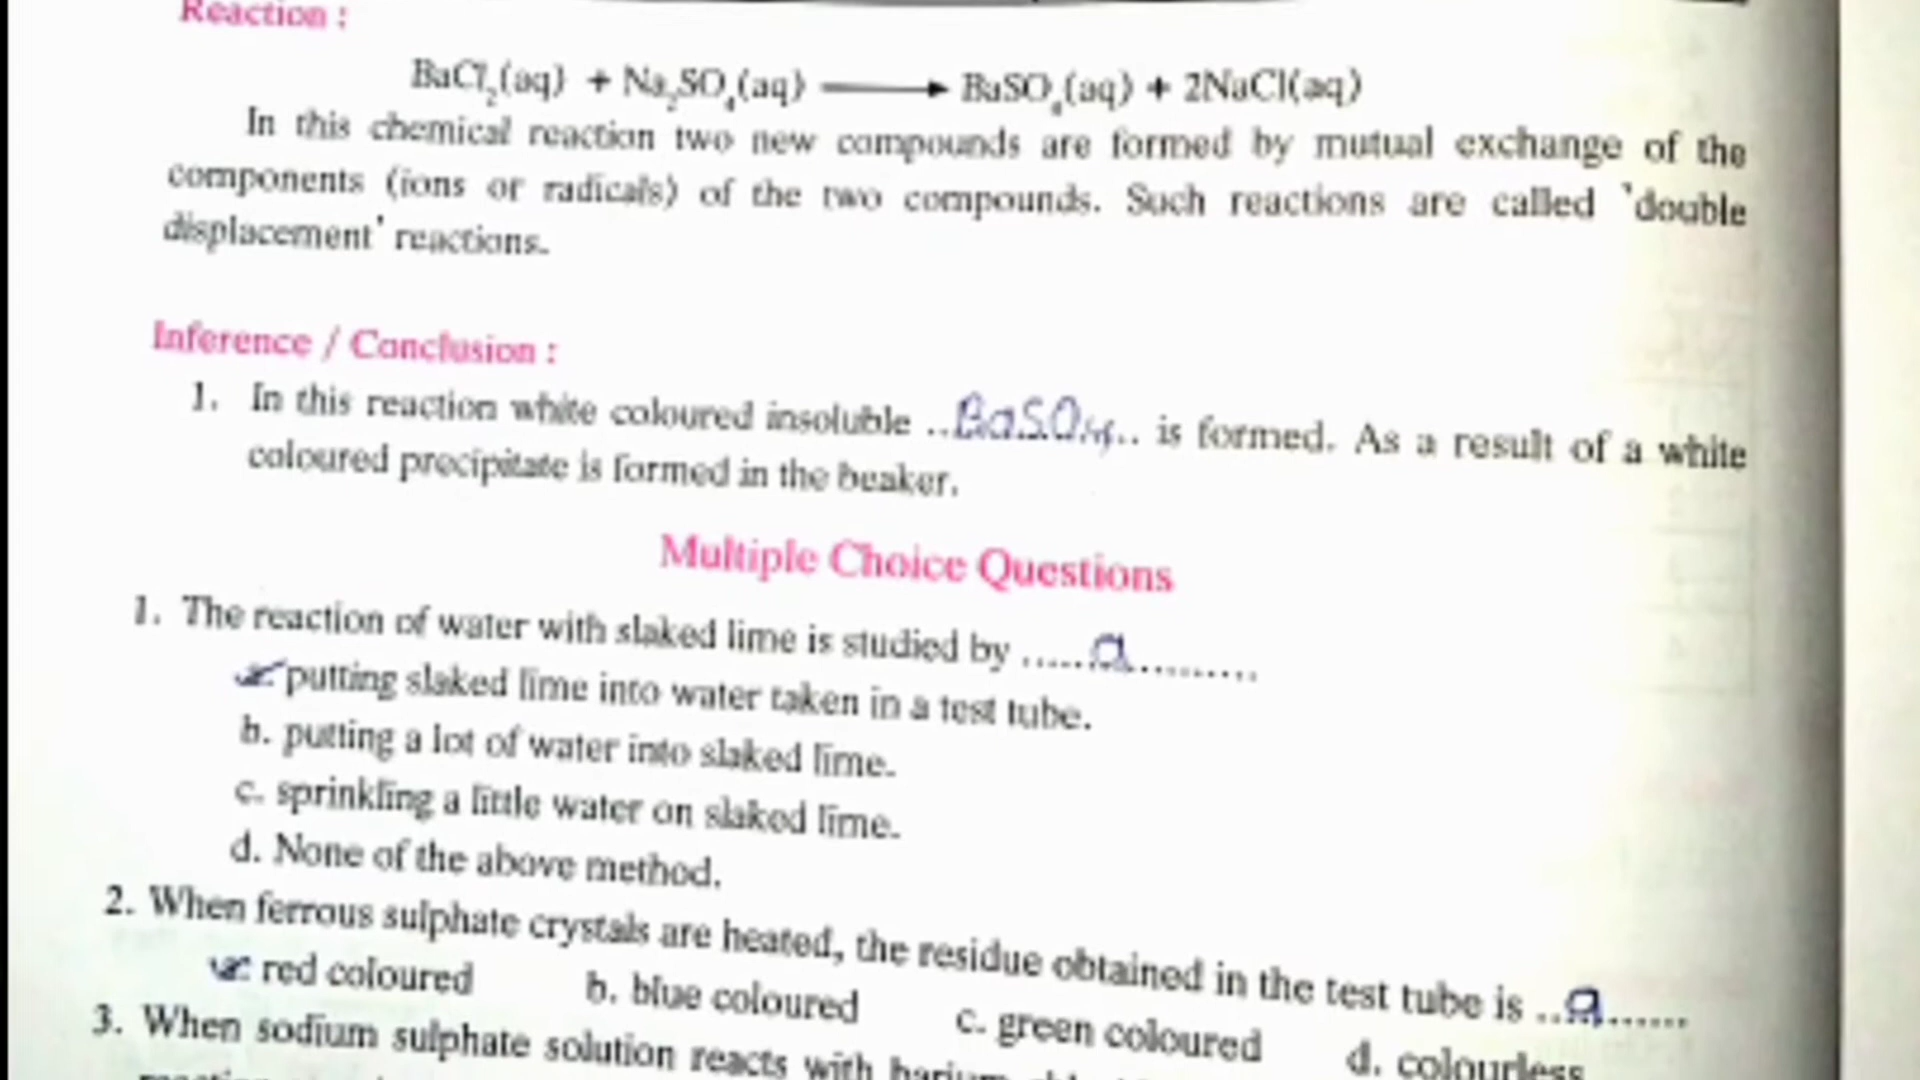 Reaction :
BaCl₂(aq) + Na₂SO₄(aq) ⟶ BaSO₄(aq) + 2NaCl(aq)
In this chemical reaction two new compounds are formed by mutual exchange of the
components (ions or radicals) of the two compounds. Such reactions are called 'double
displacement' reactions.
Inference / Conclusion :
1. In this reaction white coloured insoluble ..BaSO₄.. is formed. As a result of a white
coloured precipitate is formed in the beaker.
Multiple Choice Questions
1. The reaction of water with slaked lime is studied by ......a..........
putting slaked lime into water taken in a test tube.
b. putting a lot of water into slaked lime.
c. sprinkling a little water on slaked lime.
d. None of the above method.
2. When ferrous sulphate crystals are heated, the residue obtained in the test tube is ..a......
red coloured b. blue coloured c. green coloured d. colourless
3. When sodium sulphate solution reacts with barium